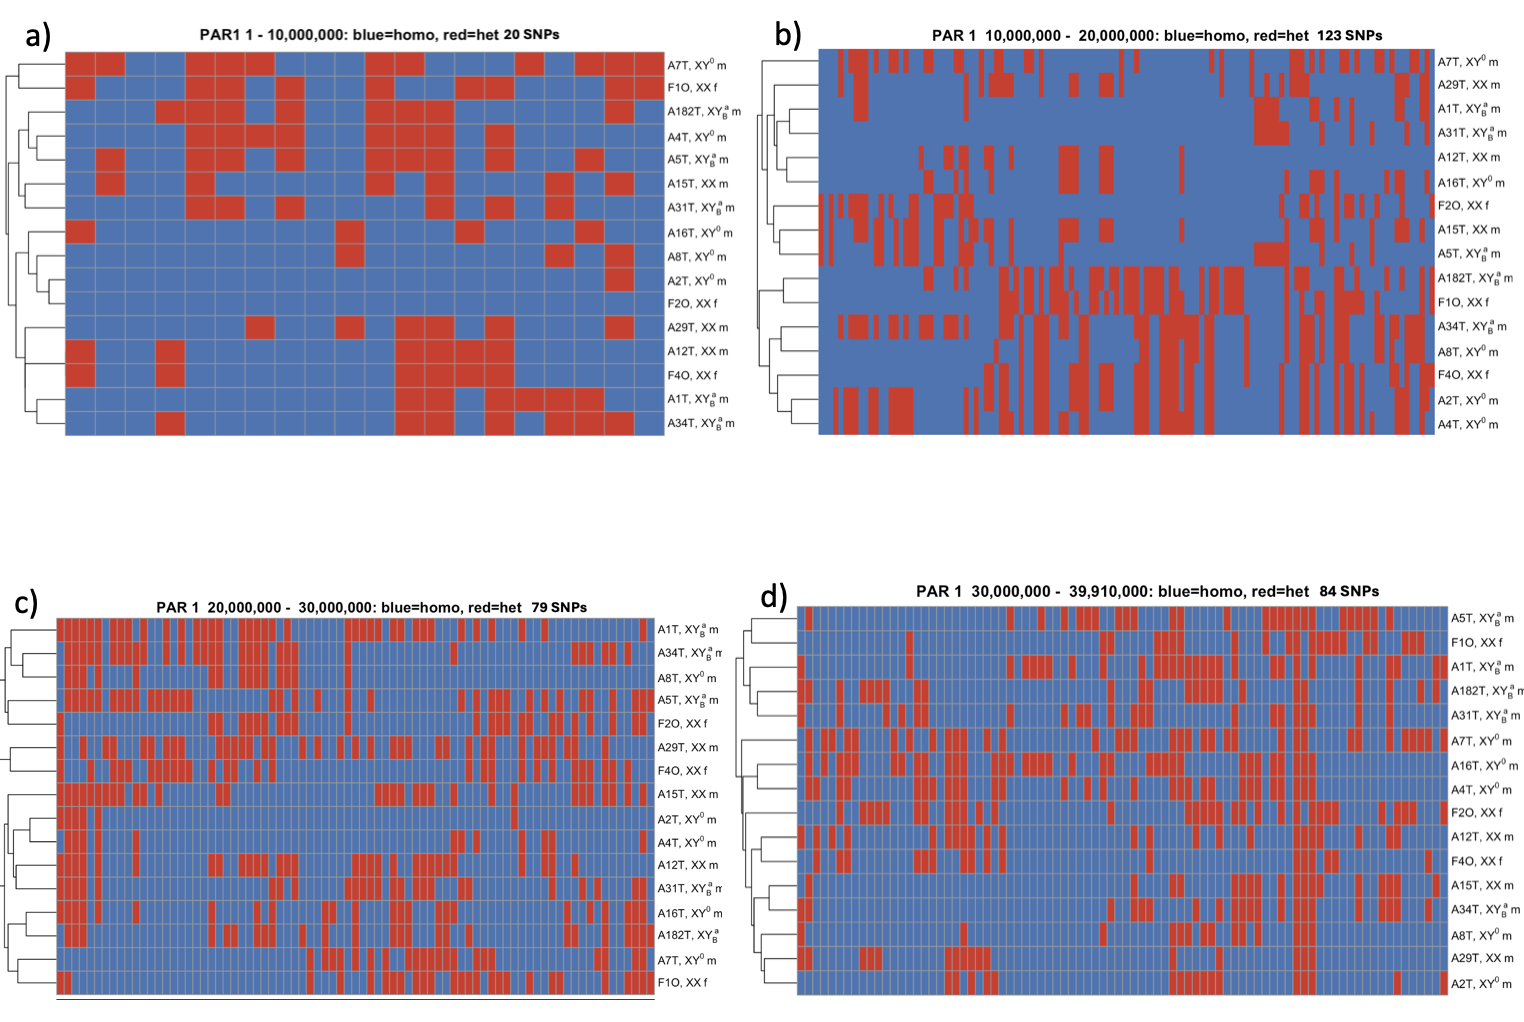 a)
PAR1 1 - 10,000,000: blue=homo, red=het 20 SNPs
A7T, XY⁰ m
F1O, XX f
A182T, XYᵃB m
A4T, XY⁰ m
A5T, XYᵃB m
A15T, XX m
A31T, XYᵃB m
A16T, XY⁰ m
A8T, XY⁰ m
A2T, XY⁰ m
F2O, XX f
A29T, XX m
A12T, XX m
F4O, XX f
A1T, XYᵃB m
A34T, XYᵃB m
b)
PAR 1 10,000,000 - 20,000,000: blue=homo, red=het 123 SNPs
A7T, XY⁰ m
A29T, XX m
A1T, XYᵃB m
A31T, XYᵃB m
A12T, XX m
A16T, XY⁰ m
F2O, XX f
A15T, XX m
A5T, XYᵃB m
A182T, XYᵃB m
F1O, XX f
A34T, XYᵃB m
A8T, XY⁰ m
F4O, XX f
A2T, XY⁰ m
A4T, XY⁰ m
c)
PAR 1 20,000,000 - 30,000,000: blue=homo, red=het 79 SNPs
A1T, XYᵃB m
A34T, XYᵃB m
A8T, XY⁰ m
A5T, XYᵃB m
F2O, XX f
A29T, XX m
F4O, XX f
A15T, XX m
A2T, XY⁰ m
A4T, XY⁰ m
A12T, XX m
A31T, XYᵃB m
A16T, XY⁰ m
A182T, XYᵃB
A7T, XY⁰ m
F1O, XX f
d)
PAR 1 30,000,000 - 39,910,000: blue=homo, red=het 84 SNPs
A5T, XYᵃB m
F1O, XX f
A1T, XYᵃB m
A182T, XYᵃB m
A31T, XYᵃB m
A7T, XY⁰ m
A16T, XY⁰ m
A4T, XY⁰ m
F2O, XX f
A12T, XX m
F4O, XX f
A15T, XX m
A34T, XYᵃB m
A8T, XY⁰ m
A29T, XX m
A2T, XY⁰ m